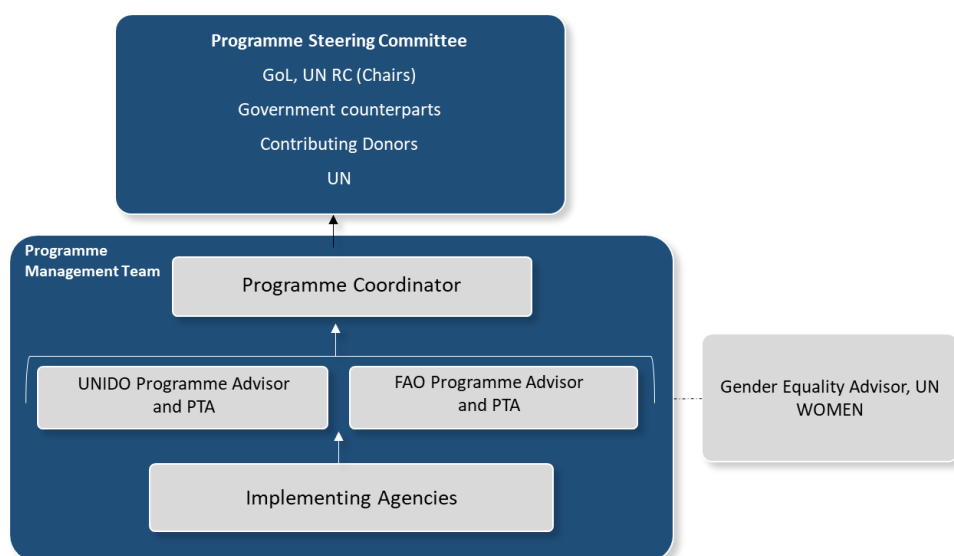 Programme Steering Committee
GoL, UN RC (Chairs)
Government counterparts
Contributing Donors
UN
Programme
Management Team
Programme Coordinator
UNIDO Programme Advisor
and PTA
FAO Programme Advisor
and PTA
Gender Equality Advisor, UN
WOMEN
Implementing Agencies